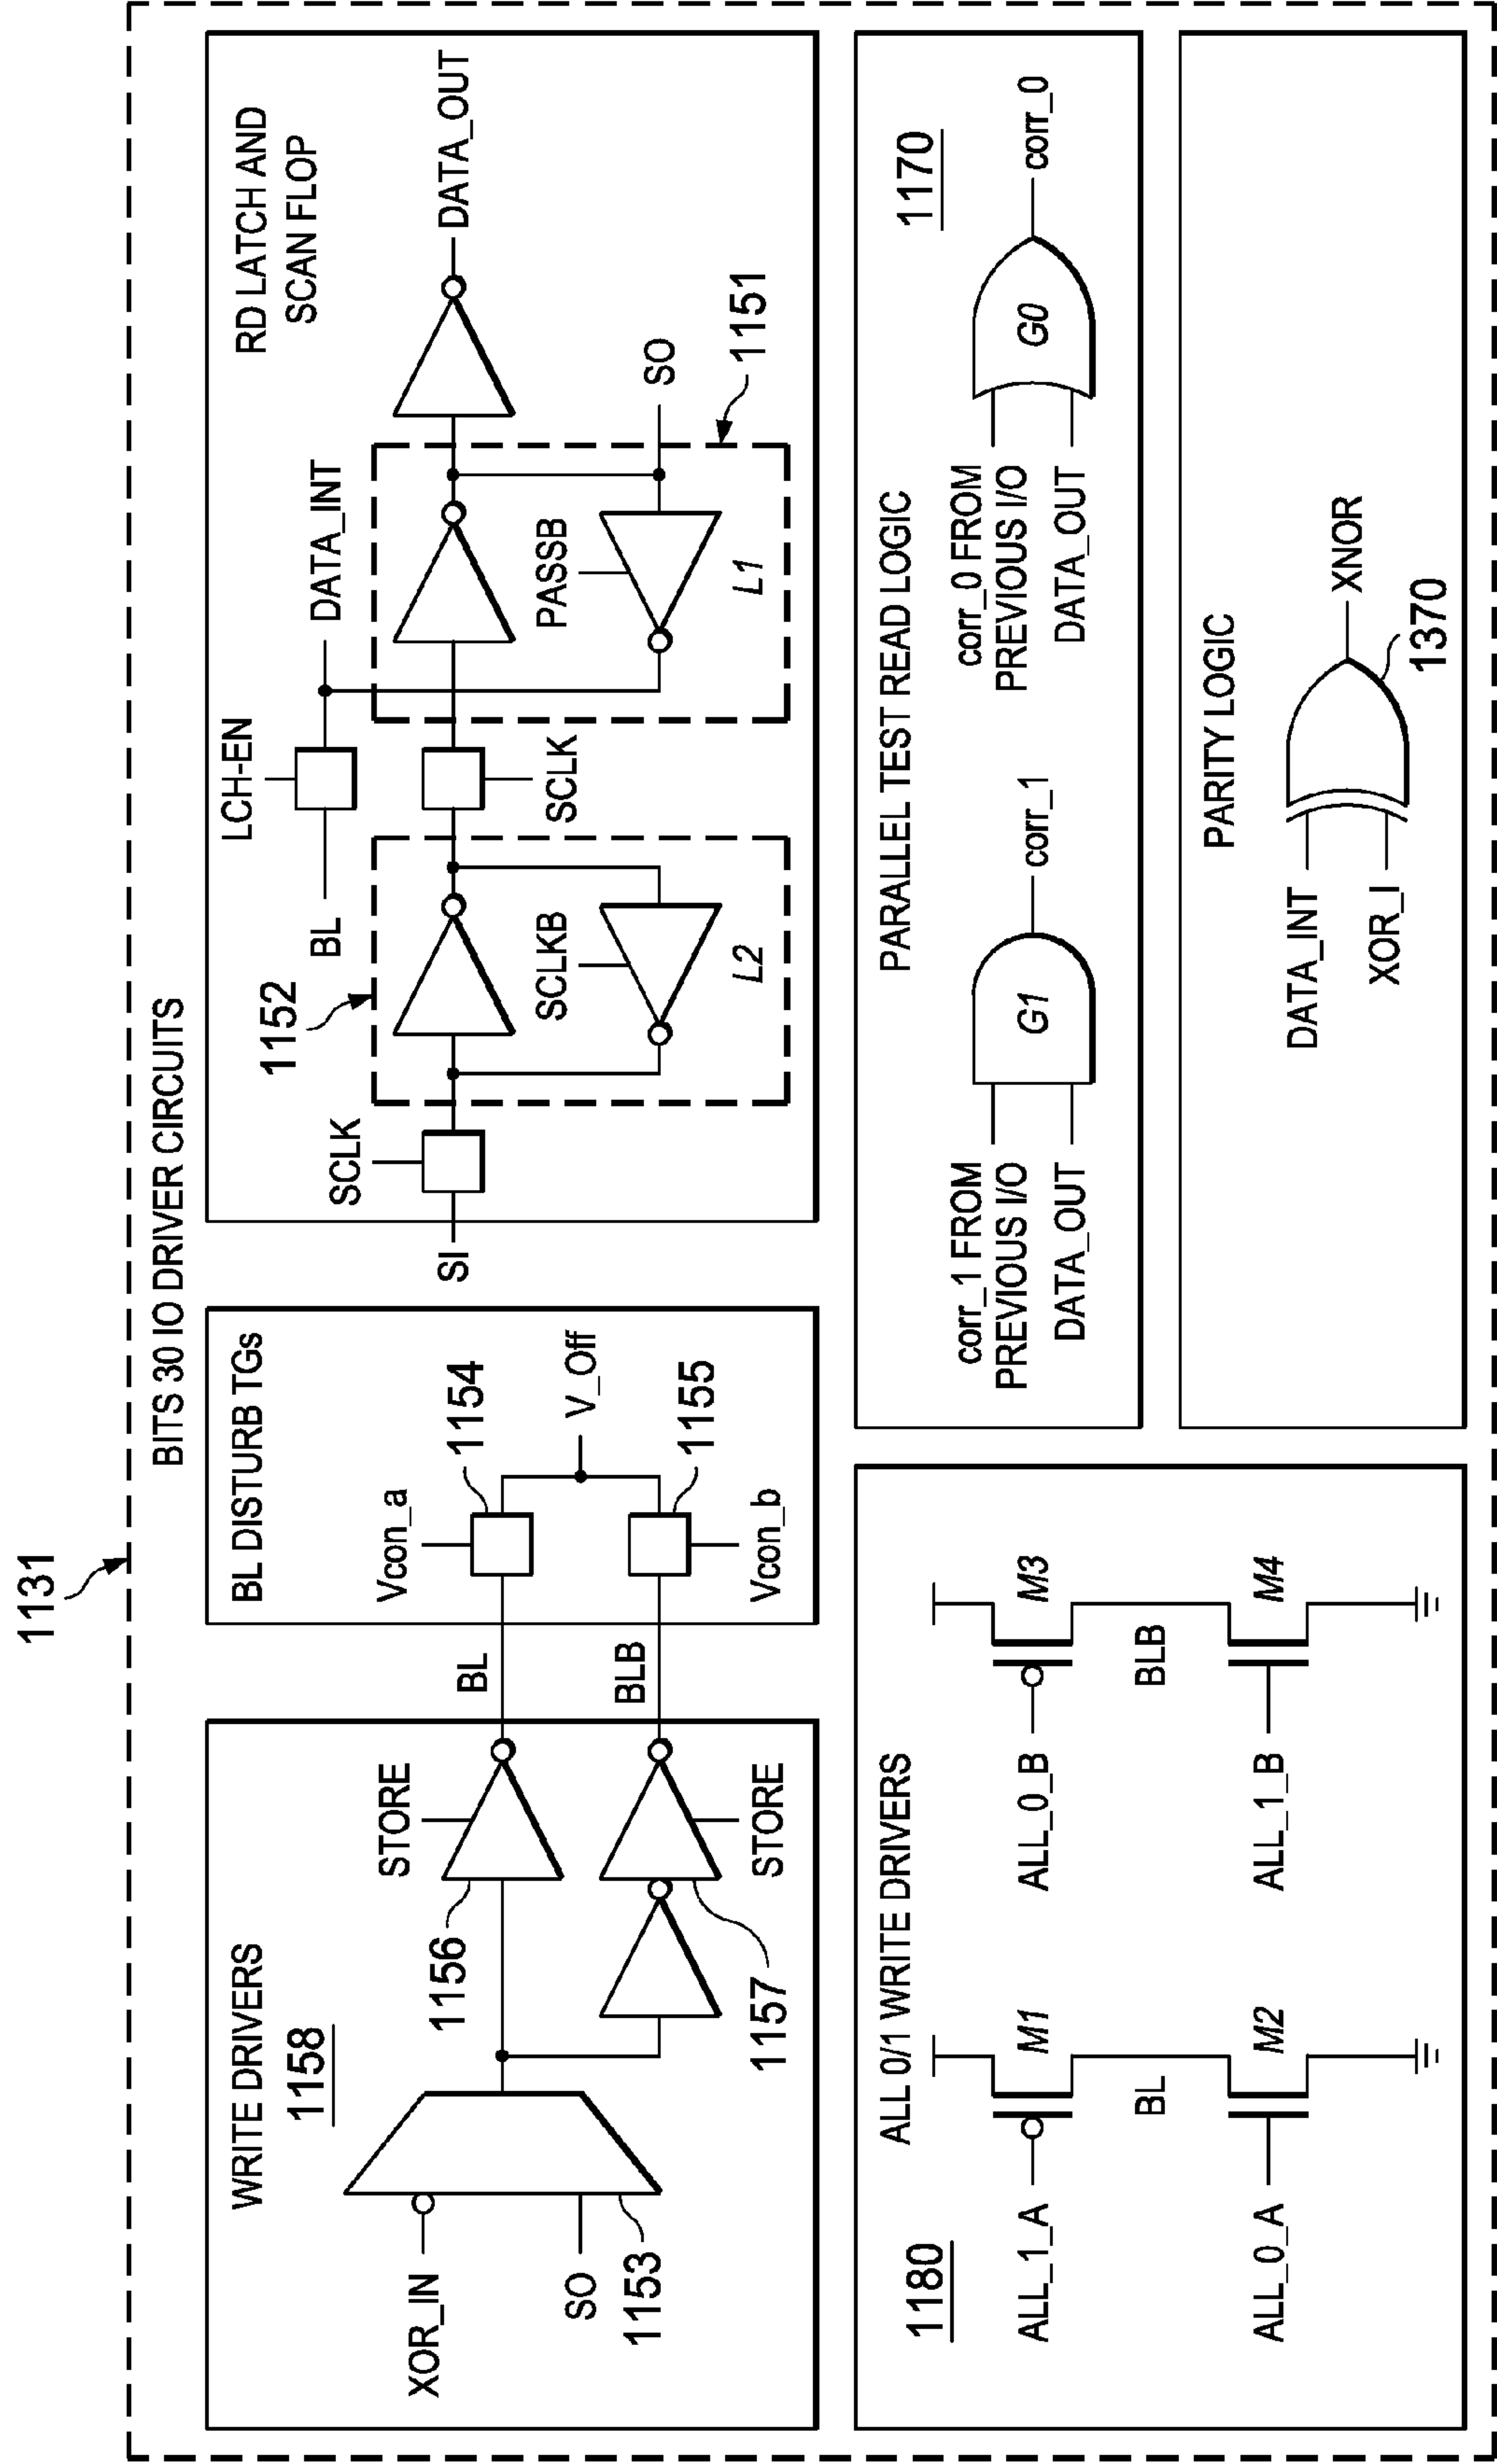 1131
BITS 30 IO DRIVER CIRCUITS
WRITE DRIVERS
1158
XOR_IN
SO
1153
STORE
1156
STORE
1157
BL
BLB
BL DISTURB TGs
Vcon_a
1154
V_Off
1155
Vcon_b
RD LATCH AND
SCAN FLOP
SI
SCLK
1152
SCLKB
L2
LCH-EN
BL
DATA_INT
SCLK
PASSB
L1
SO
1151
DATA_OUT
ALL 0/1 WRITE DRIVERS
1180
ALL_1_A
M1
BL
ALL_0_A
M2
ALL_0_B
M3
BLB
ALL_1_B
M4
PARALLEL TEST READ LOGIC
1170
corr_1 FROM
PREVIOUS I/O
DATA_OUT
G1
corr_1
corr_0 FROM
PREVIOUS I/O
DATA_OUT
G0
corr_0
PARITY LOGIC
DATA_INT
XOR_I
XNOR
1370